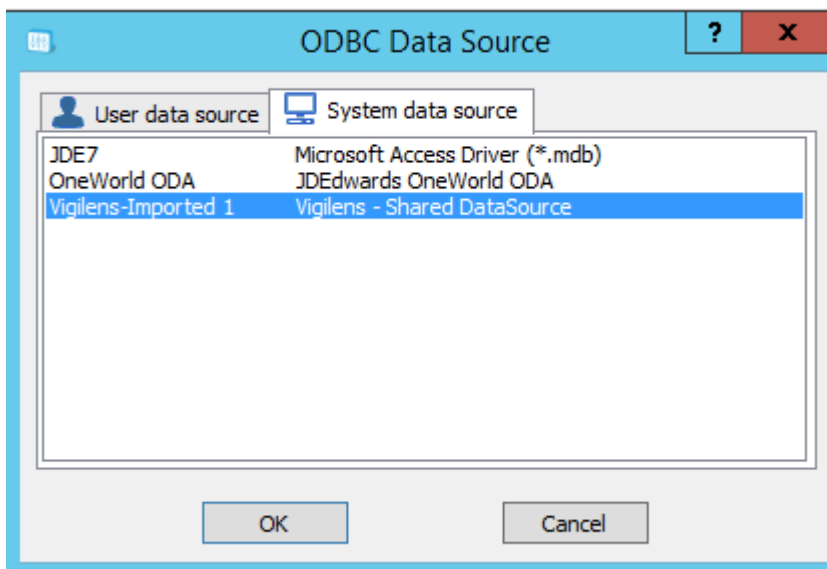 ODBC Data Source
? x
User data source System data source
JDE7 Microsoft Access Driver (*.mdb)
OneWorld ODA JDEdwards OneWorld ODA
Vigilens-Imported 1 Vigilens - Shared DataSource
OK Cancel